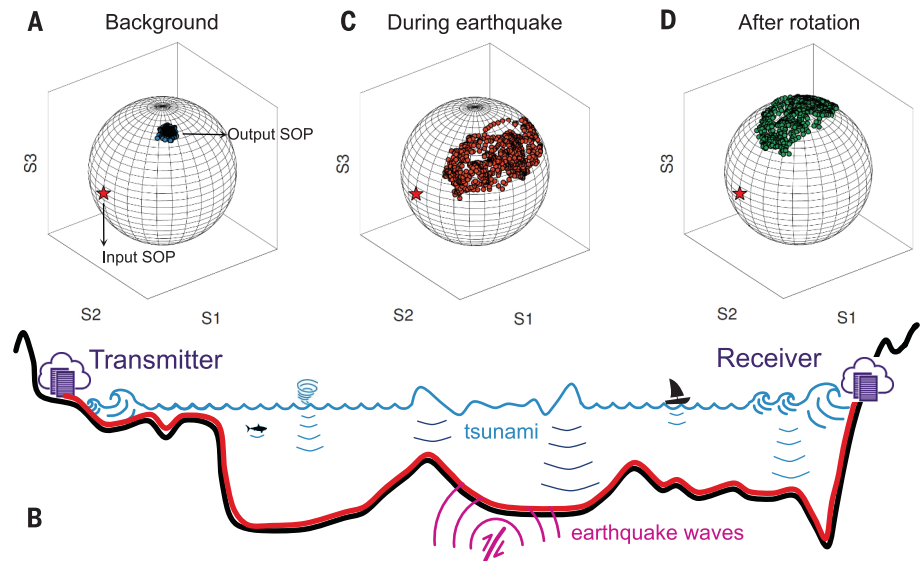 A
Background
C
During earthquake
D
After rotation
S3
Output SOP
Input SOP
S2
S1
S3
S2
S1
S3
S2
S1
Transmitter
Receiver
tsunami
B
earthquake waves